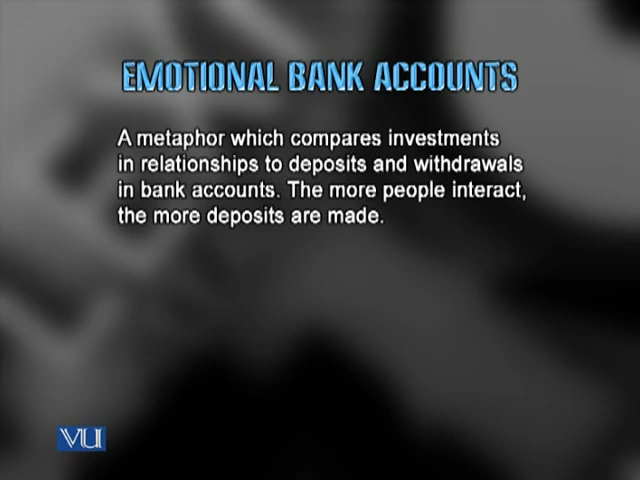 EMOTIONAL BANK ACCOUNTS
A metaphor which compares investments
in relationships to deposits and withdrawals
in bank accounts. The more people interact,
the more deposits are made.
VU